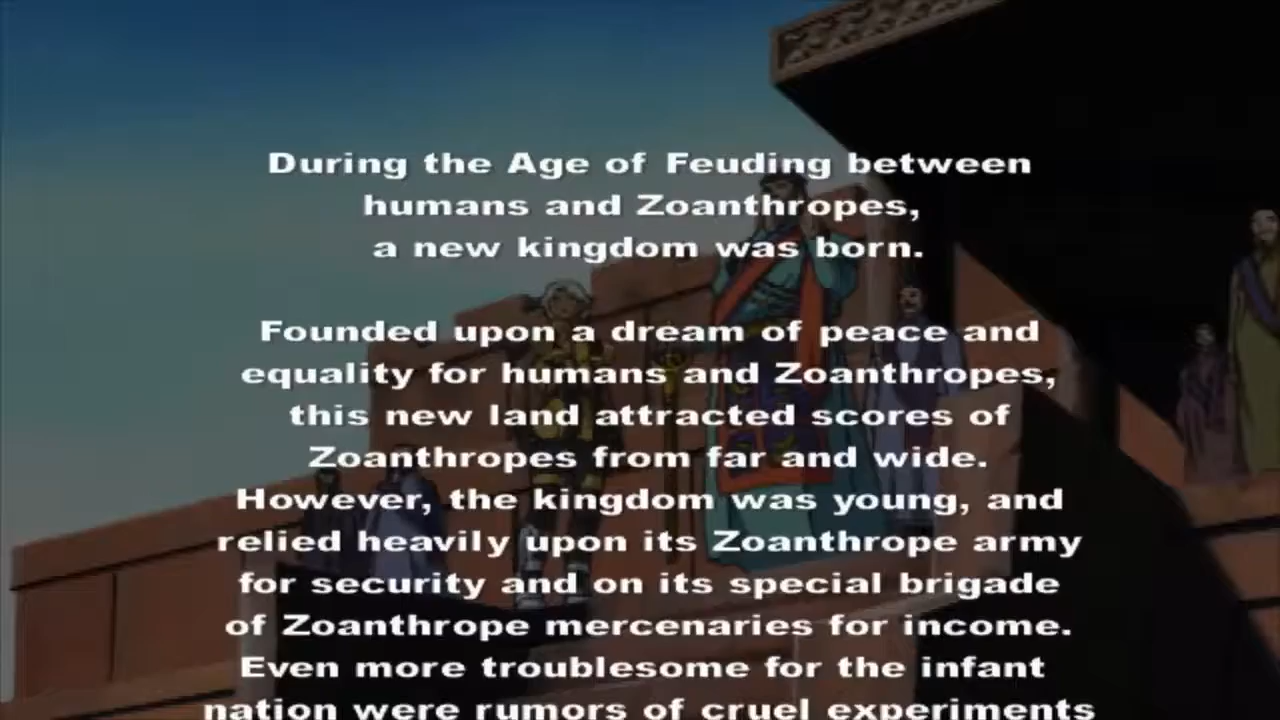 During the Age of Feuding between
humans and Zoanthropes,
a new kingdom was born.
Founded upon a dream of peace and
equality for humans and Zoanthropes,
this new land attracted scores of
Zoanthropes from far and wide.
However, the kingdom was young, and
relied heavily upon its Zoanthrope army
for security and on its special brigade
of Zoanthrope mercenaries for income.
Even more troublesome for the infant
nation were rumors of cruel experiments